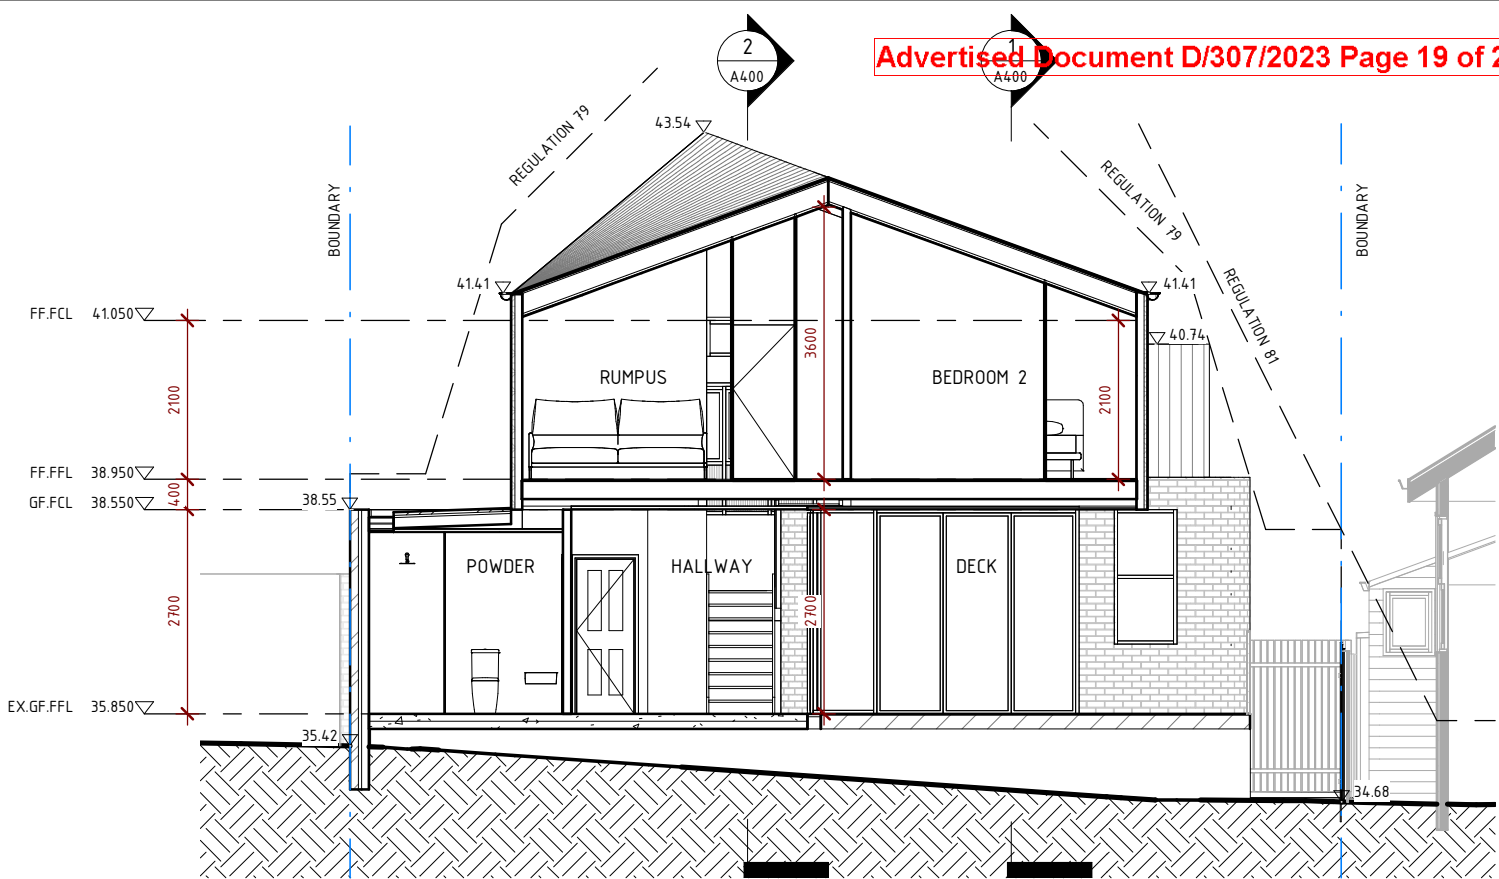 2
A400
1
A400
Advertised Document D/307/2023 Page 19 of 2
REGULATION 79
43.54
BOUNDARY
REGULATION 79
BOUNDARY
41.41
41.41
REGULATION 81
FF.FCL 41.050
40.74
3600
RUMPUS
BEDROOM 2
2100
2100
FF.FFL 38.950
400
GF.FCL 38.550
38.55
POWDER
HALLWAY
DECK
2700
2700
EX.GF.FFL 35.850
35.42
34.68